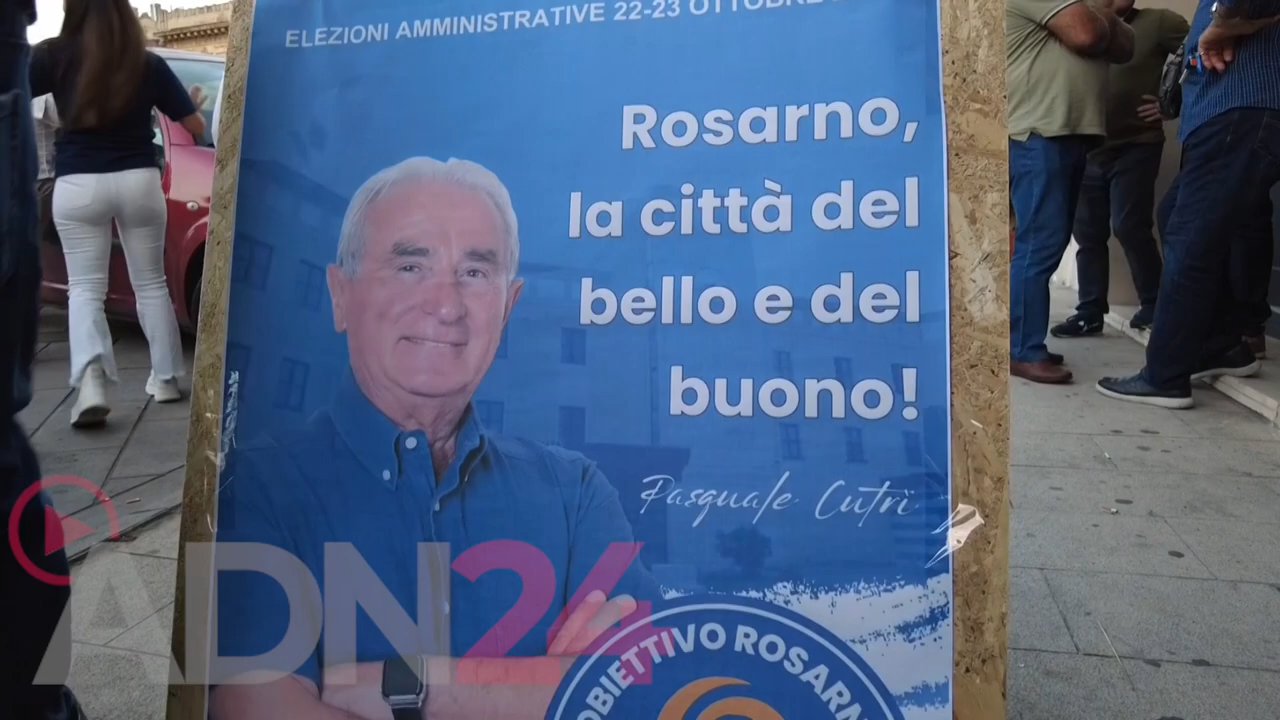 ELEZIONI AMMINISTRATIVE 22-23 OTTOBRE
Rosarno,
la città del
bello e del
buono!
Pasquale Cutrì
ADN24
OBIETTIVO ROSARNO